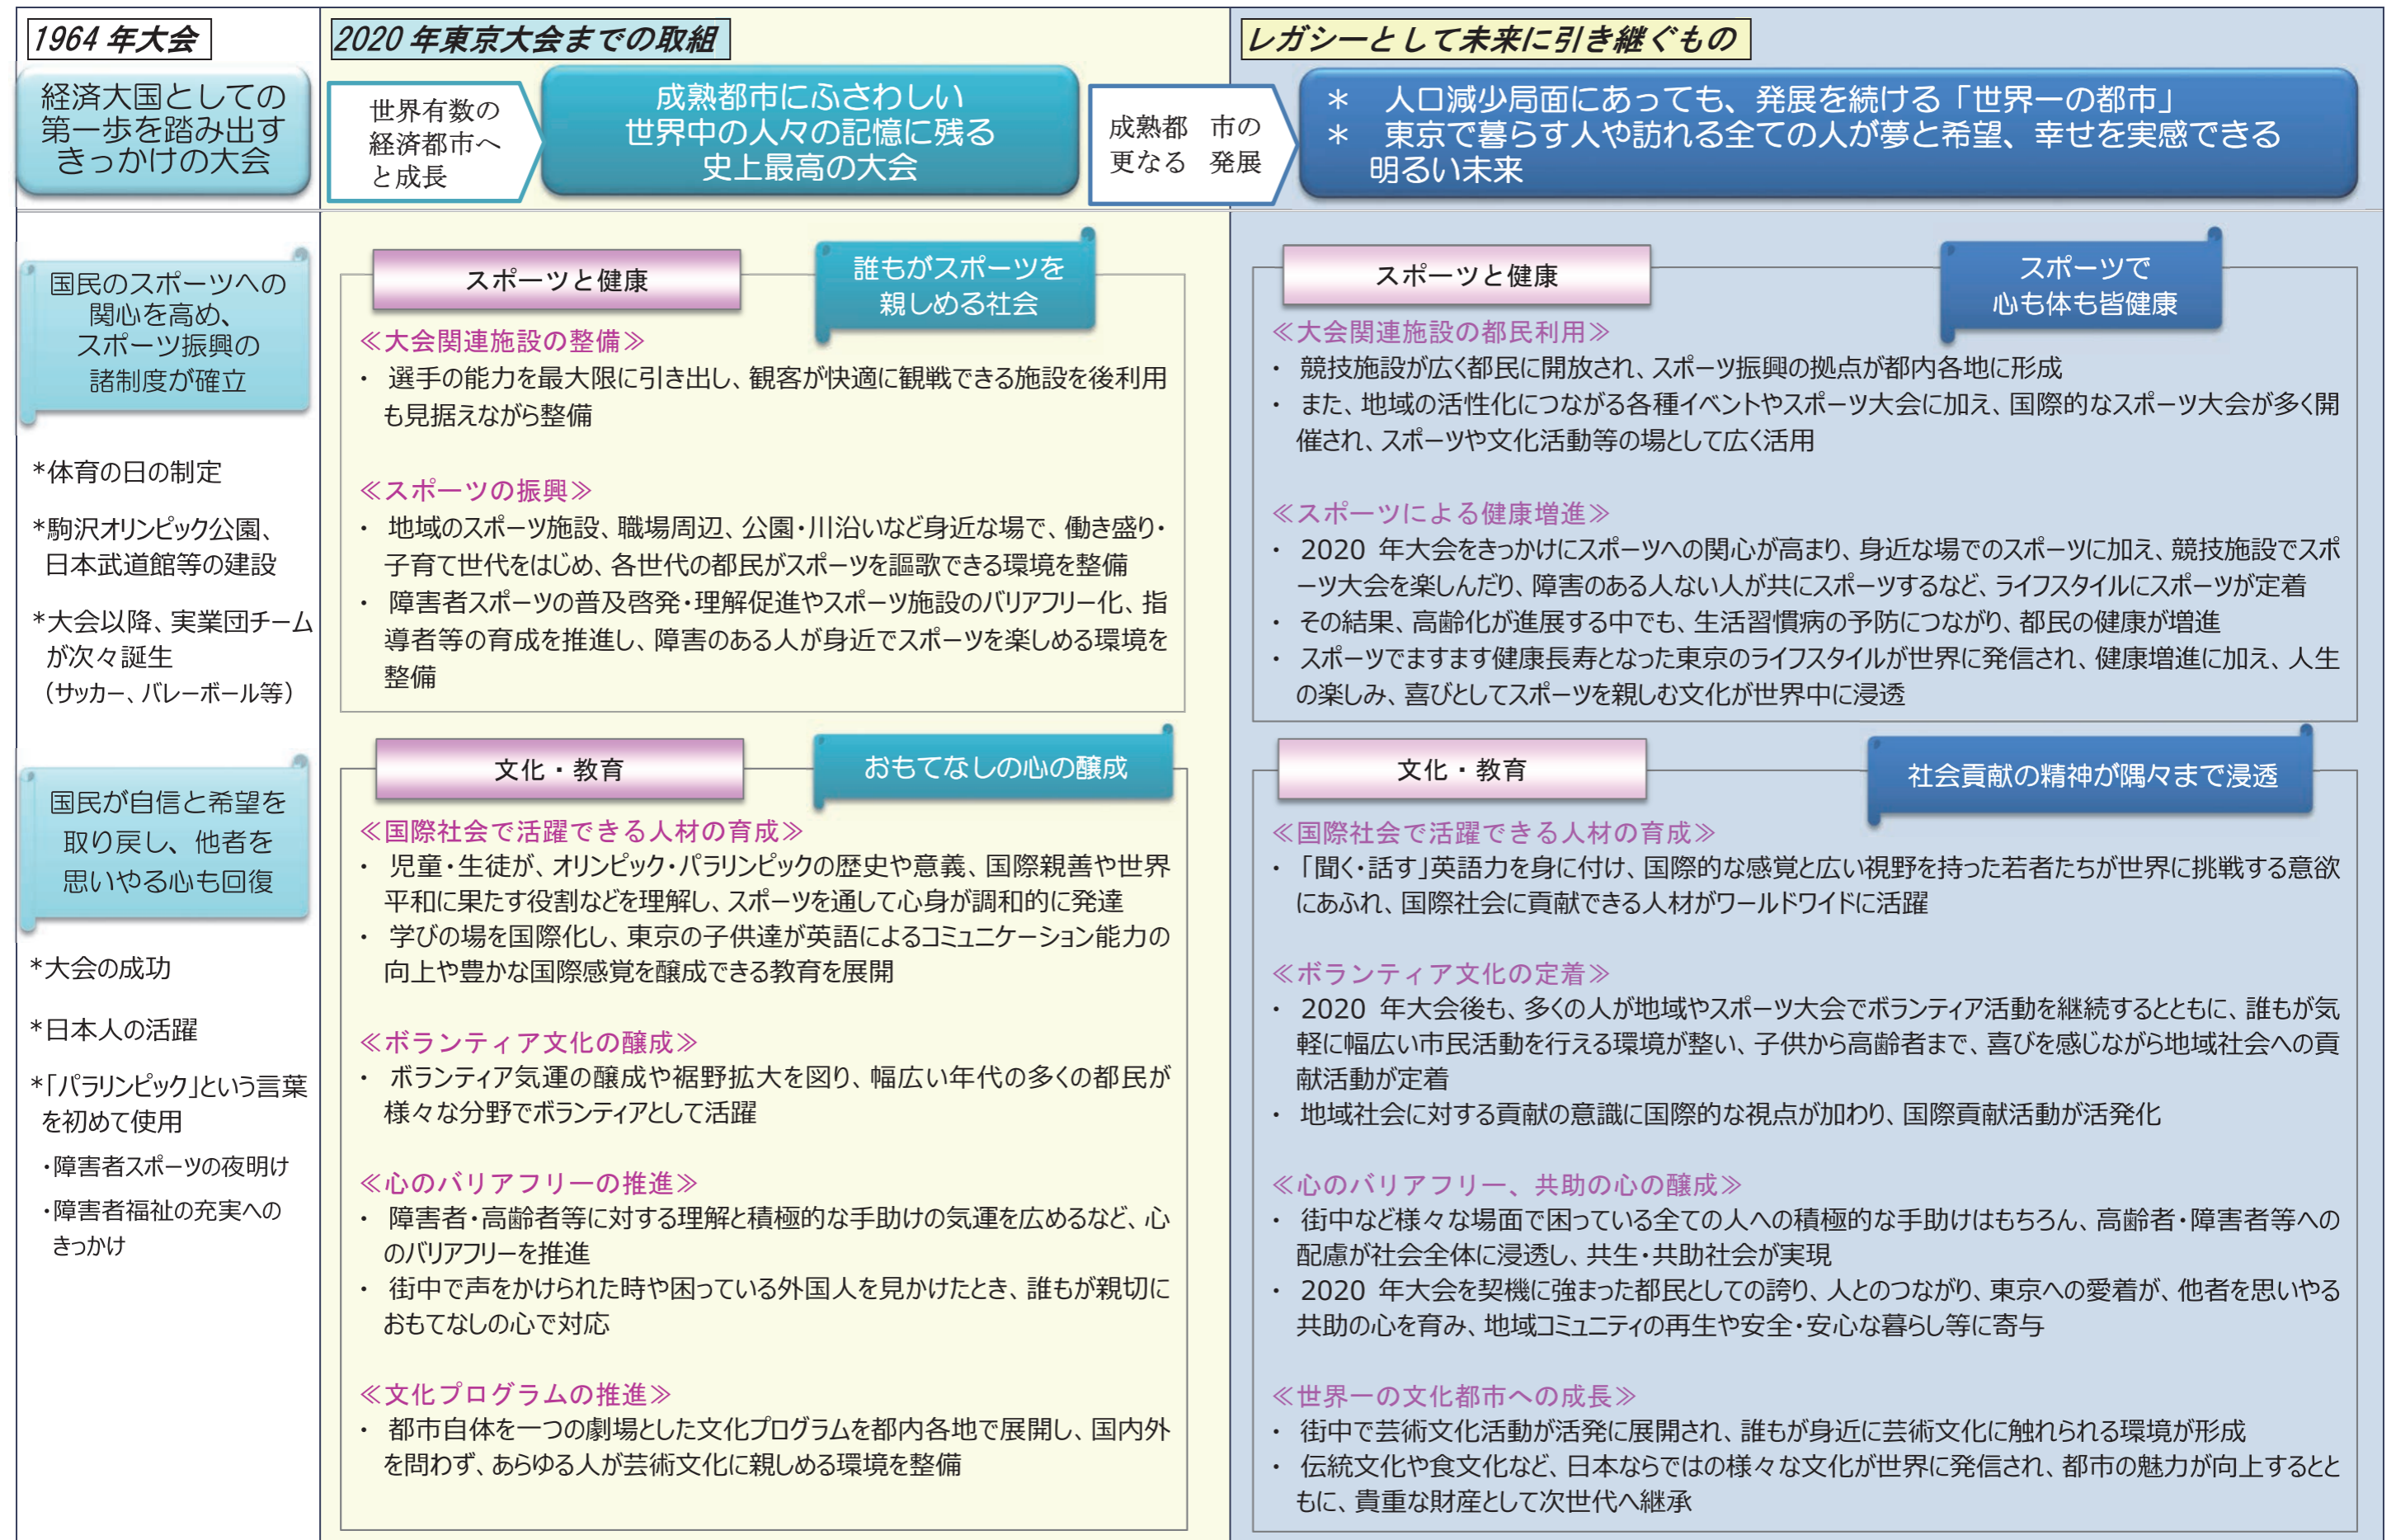 1964 年大会
経済大国としての
第一歩を踏み出す
きっかけの大会
国民のスポーツへの
関心を高め、
スポーツ振興の
諸制度が確立
*体育の日の制定
*駒沢オリンピック公園、
日本武道館等の建設
*大会以降、実業団チーム
が次々誕生
（サッカー、バレーボール等）
国民が自信と希望を
取り戻し、他者を
思いやる心も回復
*大会の成功
*日本人の活躍
*「パラリンピック」という言葉
を初めて使用
・障害者スポーツの夜明け
・障害者福祉の充実への
きっかけ
2020 年東京大会までの取組
世界有数の
経済都市へ
と成長
成熟都市にふさわしい
世界中の人々の記憶に残る
史上最高の大会
スポーツと健康
誰もがスポーツを
親しめる社会
≪大会関連施設の整備≫
・ 選手の能力を最大限に引き出し、観客が快適に観戦できる施設を後利用
も見据えながら整備
≪スポーツの振興≫
・ 地域のスポーツ施設、職場周辺、公園・川沿いなど身近な場で、働き盛り・
子育て世代をはじめ、各世代の都民がスポーツを謳歌できる環境を整備
・ 障害者スポーツの普及啓発・理解促進やスポーツ施設のバリアフリー化、指
導者等の育成を推進し、障害のある人が身近でスポーツを楽しめる環境を
整備
文化・教育
おもてなしの心の醸成
≪国際社会で活躍できる人材の育成≫
・ 児童・生徒が、オリンピック・パラリンピックの歴史や意義、国際親善や世界
平和に果たす役割などを理解し、スポーツを通して心身が調和的に発達
・ 学びの場を国際化し、東京の子供達が英語によるコミュニケーション能力の
向上や豊かな国際感覚を醸成できる教育を展開
≪ボランティア文化の醸成≫
・ ボランティア気運の醸成や裾野拡大を図り、幅広い年代の多くの都民が
様々な分野でボランティアとして活躍
≪心のバリアフリーの推進≫
・ 障害者・高齢者等に対する理解と積極的な手助けの気運を広めるなど、心
のバリアフリーを推進
・ 街中で声をかけられた時や困っている外国人を見かけたとき、誰もが親切に
おもてなしの心で対応
≪文化プログラムの推進≫
・ 都市自体を一つの劇場とした文化プログラムを都内各地で展開し、国内外
を問わず、あらゆる人が芸術文化に親しめる環境を整備
レガシーとして未来に引き継ぐもの
成熟都 市の
更なる 発展
＊ 人口減少局面にあっても、発展を続ける「世界一の都市」
＊ 東京で暮らす人や訪れる全ての人が夢と希望、幸せを実感できる
明るい未来
スポーツと健康
スポーツで
心も体も皆健康
≪大会関連施設の都民利用≫
・ 競技施設が広く都民に開放され、スポーツ振興の拠点が都内各地に形成
・ また、地域の活性化につながる各種イベントやスポーツ大会に加え、国際的なスポーツ大会が多く開
催され、スポーツや文化活動等の場として広く活用
≪スポーツによる健康増進≫
・ 2020 年大会をきっかけにスポーツへの関心が高まり、身近な場でのスポーツに加え、競技施設でスポ
ーツ大会を楽しんだり、障害のある人ない人が共にスポーツするなど、ライフスタイルにスポーツが定着
・ その結果、高齢化が進展する中でも、生活習慣病の予防につながり、都民の健康が増進
・ スポーツでますます健康長寿となった東京のライフスタイルが世界に発信され、健康増進に加え、人生
の楽しみ、喜びとしてスポーツを親しむ文化が世界中に浸透
文化・教育
社会貢献の精神が隅々まで浸透
≪国際社会で活躍できる人材の育成≫
・ 「聞く・話す」英語力を身に付け、国際的な感覚と広い視野を持った若者たちが世界に挑戦する意欲
にあふれ、国際社会に貢献できる人材がワールドワイドに活躍
≪ボランティア文化の定着≫
・ 2020 年大会後も、多くの人が地域やスポーツ大会でボランティア活動を継続するとともに、誰もが気
軽に幅広い市民活動を行える環境が整い、子供から高齢者まで、喜びを感じながら地域社会への貢
献活動が定着
・ 地域社会に対する貢献の意識に国際的な視点が加わり、国際貢献活動が活発化
≪心のバリアフリー、共助の心の醸成≫
・ 街中など様々な場面で困っている全ての人への積極的な手助けはもちろん、高齢者・障害者等への
配慮が社会全体に浸透し、共生・共助社会が実現
・ 2020 年大会を契機に強まった都民としての誇り、人とのつながり、東京への愛着が、他者を思いやる
共助の心を育み、地域コミュニティの再生や安全・安心な暮らし等に寄与
≪世界一の文化都市への成長≫
・ 街中で芸術文化活動が活発に展開され、誰もが身近に芸術文化に触れられる環境が形成
・ 伝統文化や食文化など、日本ならではの様々な文化が世界に発信され、都市の魅力が向上するとと
もに、貴重な財産として次世代へ継承